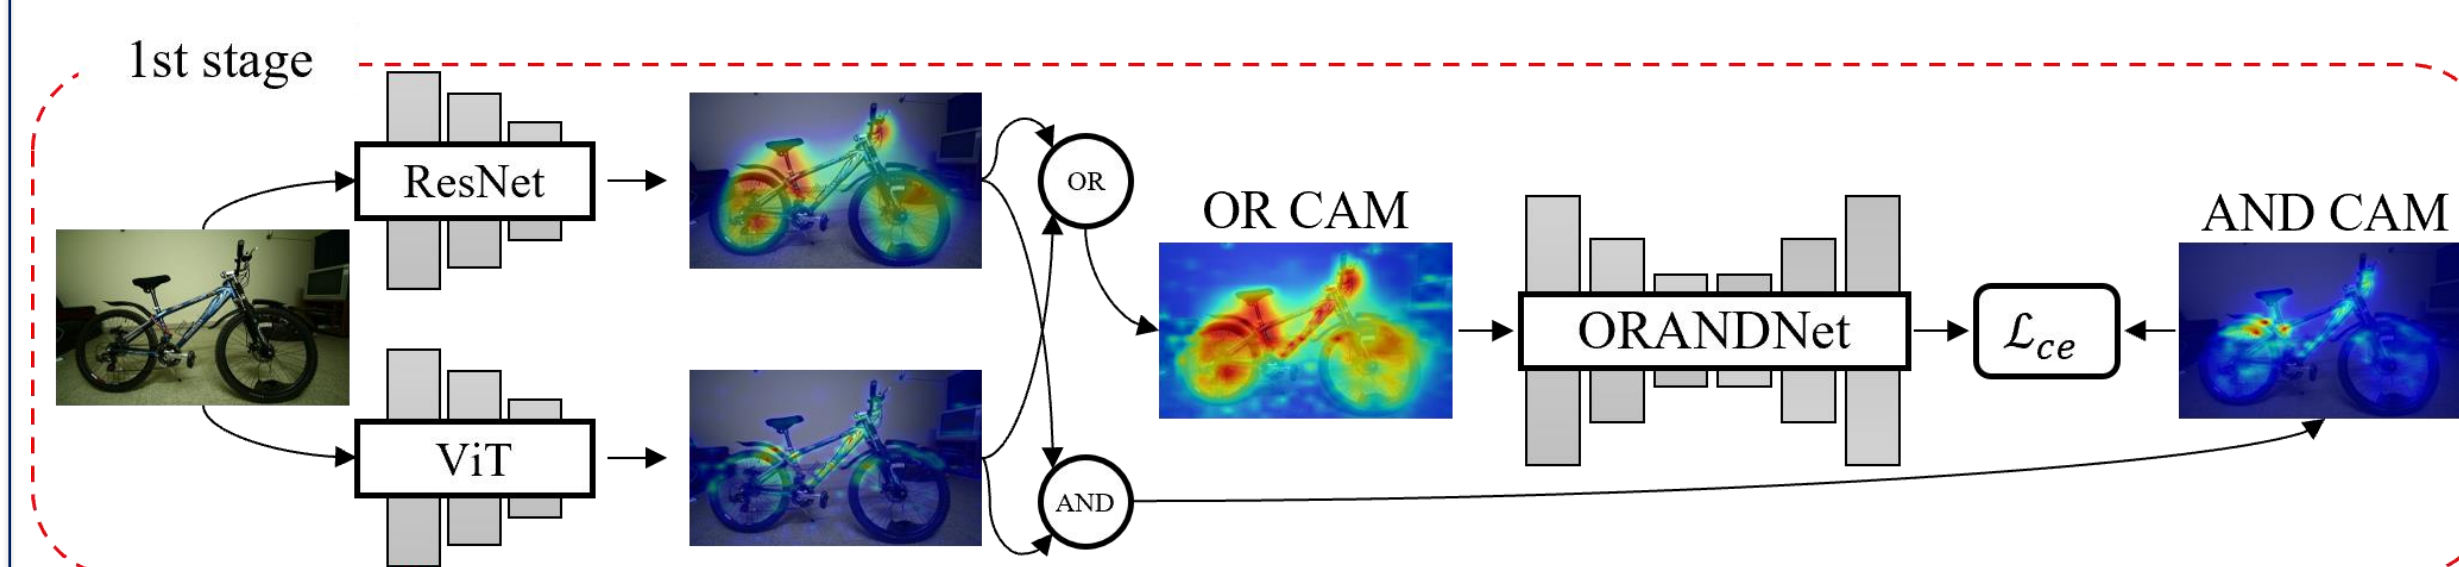 1st stage
ResNet
ViT
OR
AND
OR CAM
ORANDNet
ℒce
AND CAM